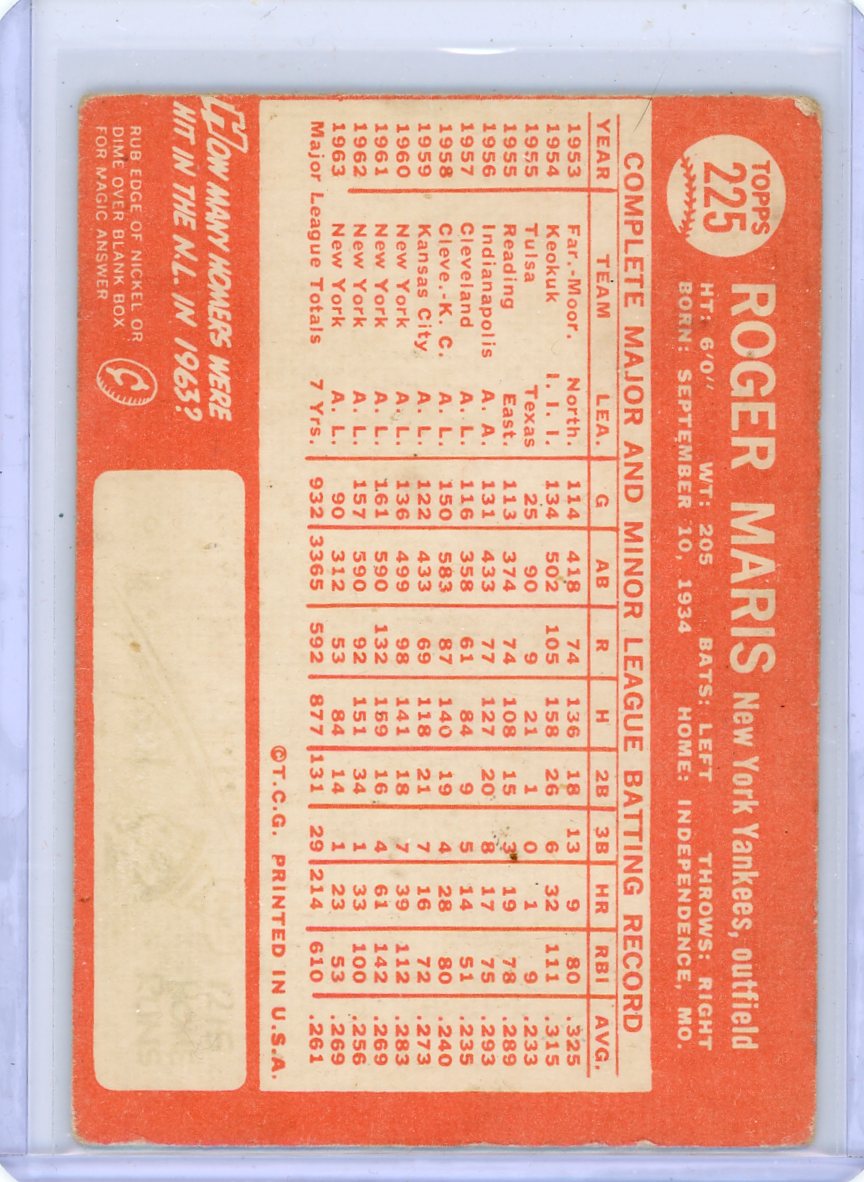 TOPPS
225
ROGER MARIS New York Yankees, outfield
HT: 6'0" WT: 205 BATS: LEFT THROWS: RIGHT
BORN: SEPTEMBER 10, 1934 HOME: INDEPENDENCE, MO.
COMPLETE MAJOR AND MINOR LEAGUE BATTING RECORD
YEAR TEAM LEA. G AB R H 2B 3B HR RBI AVG.
1953 Far.-Moor. North. 114 418 74 136 18 13 9 80 .325
1954 Keokuk I. I. I. 134 502 105 158 26 6 32 111 .315
1955 Tulsa Texas 25 90 9 21 1 0 1 9 .233
1955 Reading East. 113 374 74 108 15 3 19 78 .289
1956 Indianapolis A. A. 131 433 77 127 20 8 17 75 .293
1957 Cleveland A. L. 116 358 61 84 9 5 14 51 .235
1958 Cleve.-K. C. A. L. 150 583 87 140 19 4 28 80 .240
1959 Kansas City A. L. 122 433 69 118 21 7 16 72 .273
1960 New York A. L. 136 499 98 141 18 7 39 112 .283
1961 New York A. L. 161 590 132 159 16 4 61 142 .269
1962 New York A. L. 157 590 92 151 34 1 33 100 .256
1963 New York A. L. 90 312 53 84 14 1 23 53 .269
Major League Totals 7 Yrs. 932 3365 592 877 131 29 214 610 .261
©T.C.G. PRINTED IN U.S.A.
HOW MANY HOMERS WERE
HIT IN THE N.L. IN 1963?
RUB EDGE OF NICKEL OR
DIME OVER BLANK BOX
FOR MAGIC ANSWER